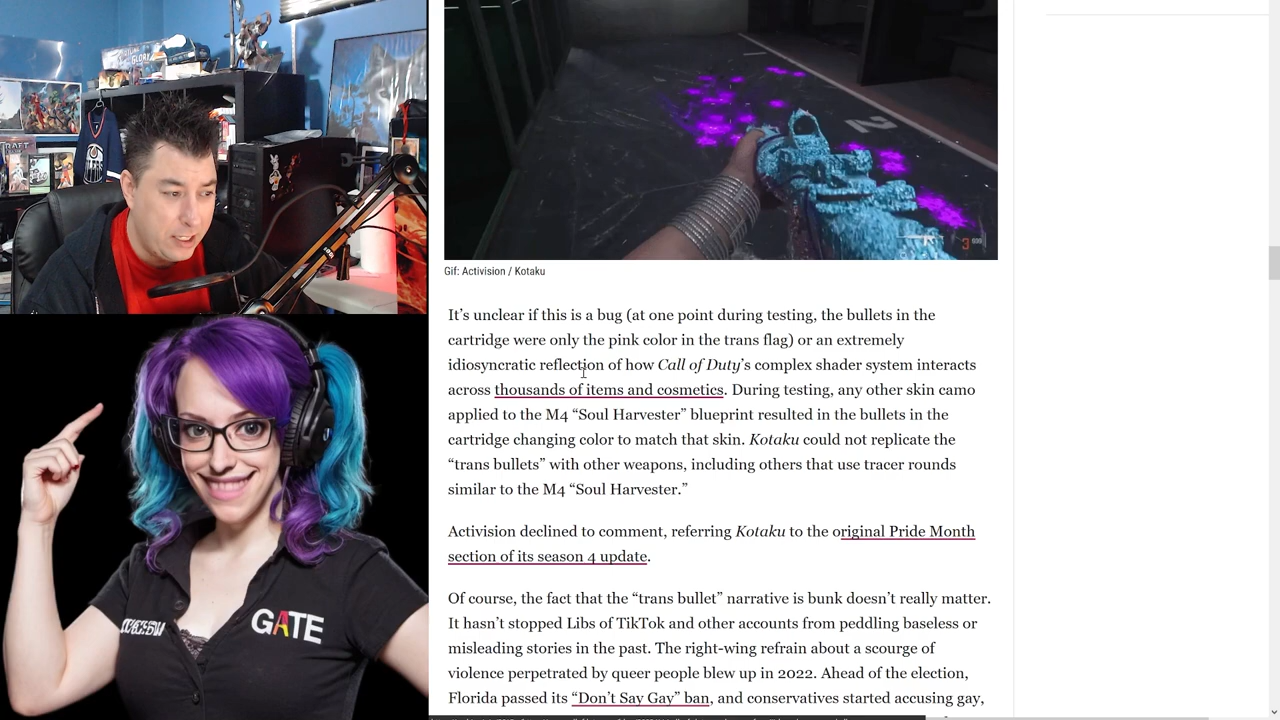 GLORY
Gif: Activision / Kotaku
It's unclear if this is a bug (at one point during testing, the bullets in the
cartridge were only the pink color in the trans flag) or an extremely
idiosyncratic reflection of how Call of Duty's complex shader system interacts
across thousands of items and cosmetics. During testing, any other skin camo
applied to the M4 “Soul Harvester” blueprint resulted in the bullets in the
cartridge changing color to match that skin. Kotaku could not replicate the
“trans bullets” with other weapons, including others that use tracer rounds
similar to the M4 “Soul Harvester.”
Activision declined to comment, referring Kotaku to the original Pride Month
section of its season 4 update.
Of course, the fact that the “trans bullet” narrative is bunk doesn't really matter.
It hasn't stopped Libs of TikTok and other accounts from peddling baseless or
misleading stories in the past. The right-wing refrain about a scourge of
violence perpetrated by queer people blew up in 2022. Ahead of the election,
Florida passed its “Don't Say Gay” ban, and conservatives started accusing gay,
GATE